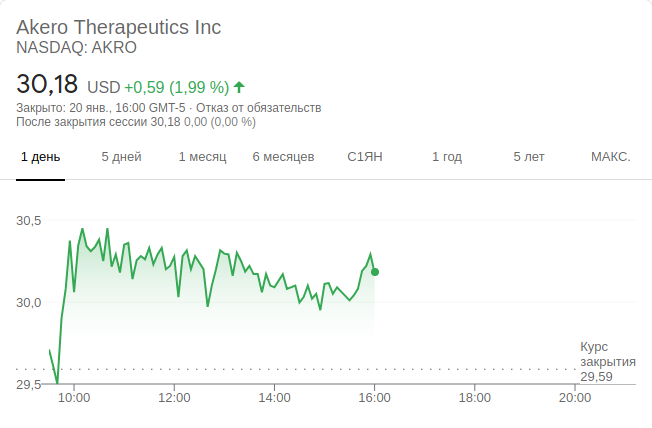 Akero Therapeutics Inc
NASDAQ: AKRO
30,18 USD +0,59 (1,99 %)
Закрыто: 20 янв., 16:00 GMT-5 · Отказ от обязательств
После закрытия сессии 30,18 0,00 (0,00 %)
1 день 5 дней 1 месяц 6 месяцев С1ЯН 1 год 5 лет МАКС.
30,5
30,0
Курс
закрытия
29,59
29,5
10:00 12:00 14:00 16:00 18:00 20:00